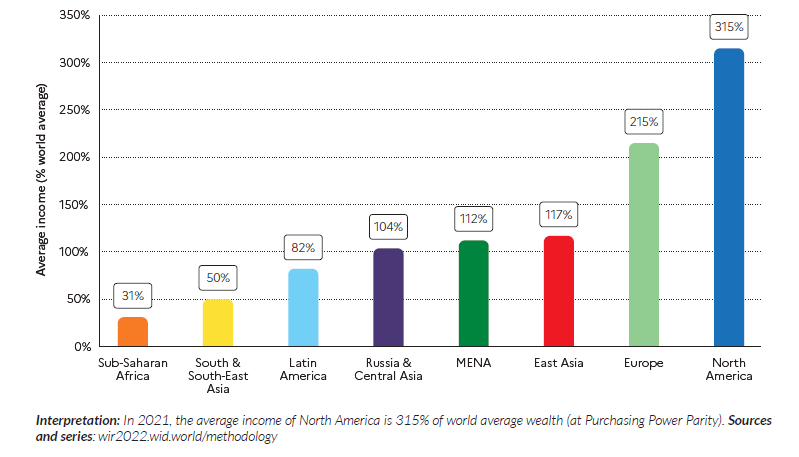 350%
300%
250%
200%
150%
100%
50%
0%
Average income (% world average)
31%
50%
82%
104%
112%
117%
215%
315%
Sub-Saharan
Africa
South &
South-East
Asia
Latin
America
Russia &
Central Asia
MENA
East Asia
Europe
North
America
Interpretation: In 2021, the average income of North America is 315% of world average wealth (at Purchasing Power Parity). Sources
and series: wir2022.wid.world/methodology